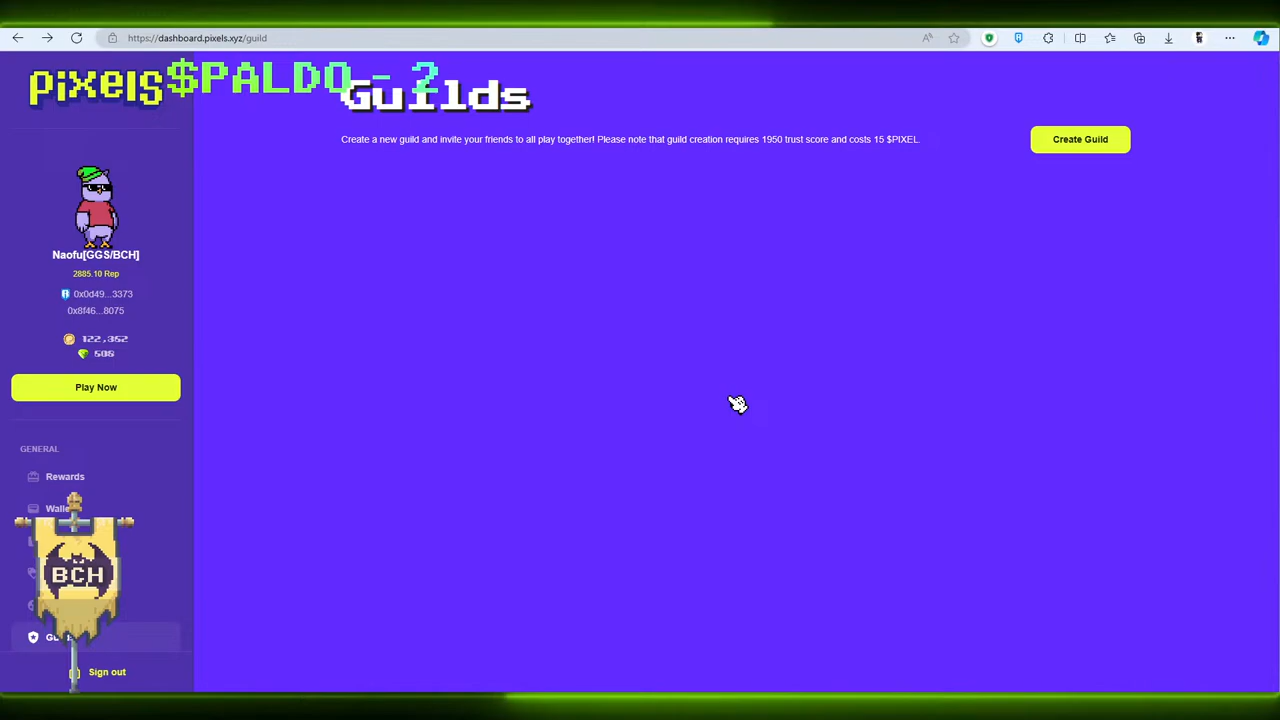 https://dashboard.pixels.xyz/guild
pixels
$PALDO - 2
Guilds
Create a new guild and invite your friends to all play together! Please note that guild creation requires 1950 trust score and costs 15 $PIXEL.
Create Guild
Naofu[GGS/BCH]
2885.10 Rep
0x0d49...3373
0x8f46...8075
122,362
Play Now
GENERAL
Rewards
BCH
Sign out